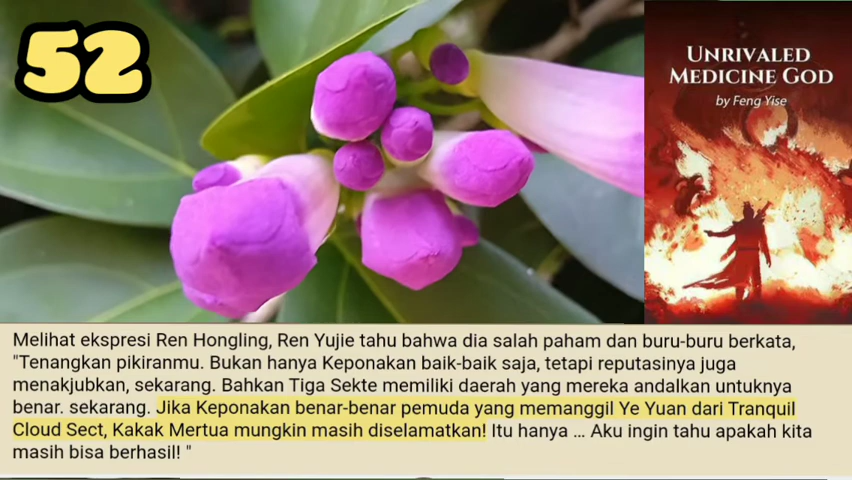 52
UNRIVALED
MEDICINE GOD
by Feng Yise
Melihat ekspresi Ren Hongling, Ren Yujie tahu bahwa dia salah paham dan buru-buru berkata,
"Tenangkan pikiranmu. Bukan hanya Keponakan baik-baik saja, tetapi reputasinya juga
menakjubkan, sekarang. Bahkan Tiga Sekte memiliki daerah yang mereka andalkan untuknya
benar. sekarang. Jika Keponakan benar-benar pemuda yang memanggil Ye Yuan dari Tranquil
Cloud Sect, Kakak Mertua mungkin masih diselamatkan! Itu hanya ... Aku ingin tahu apakah kita
masih bisa berhasil! "